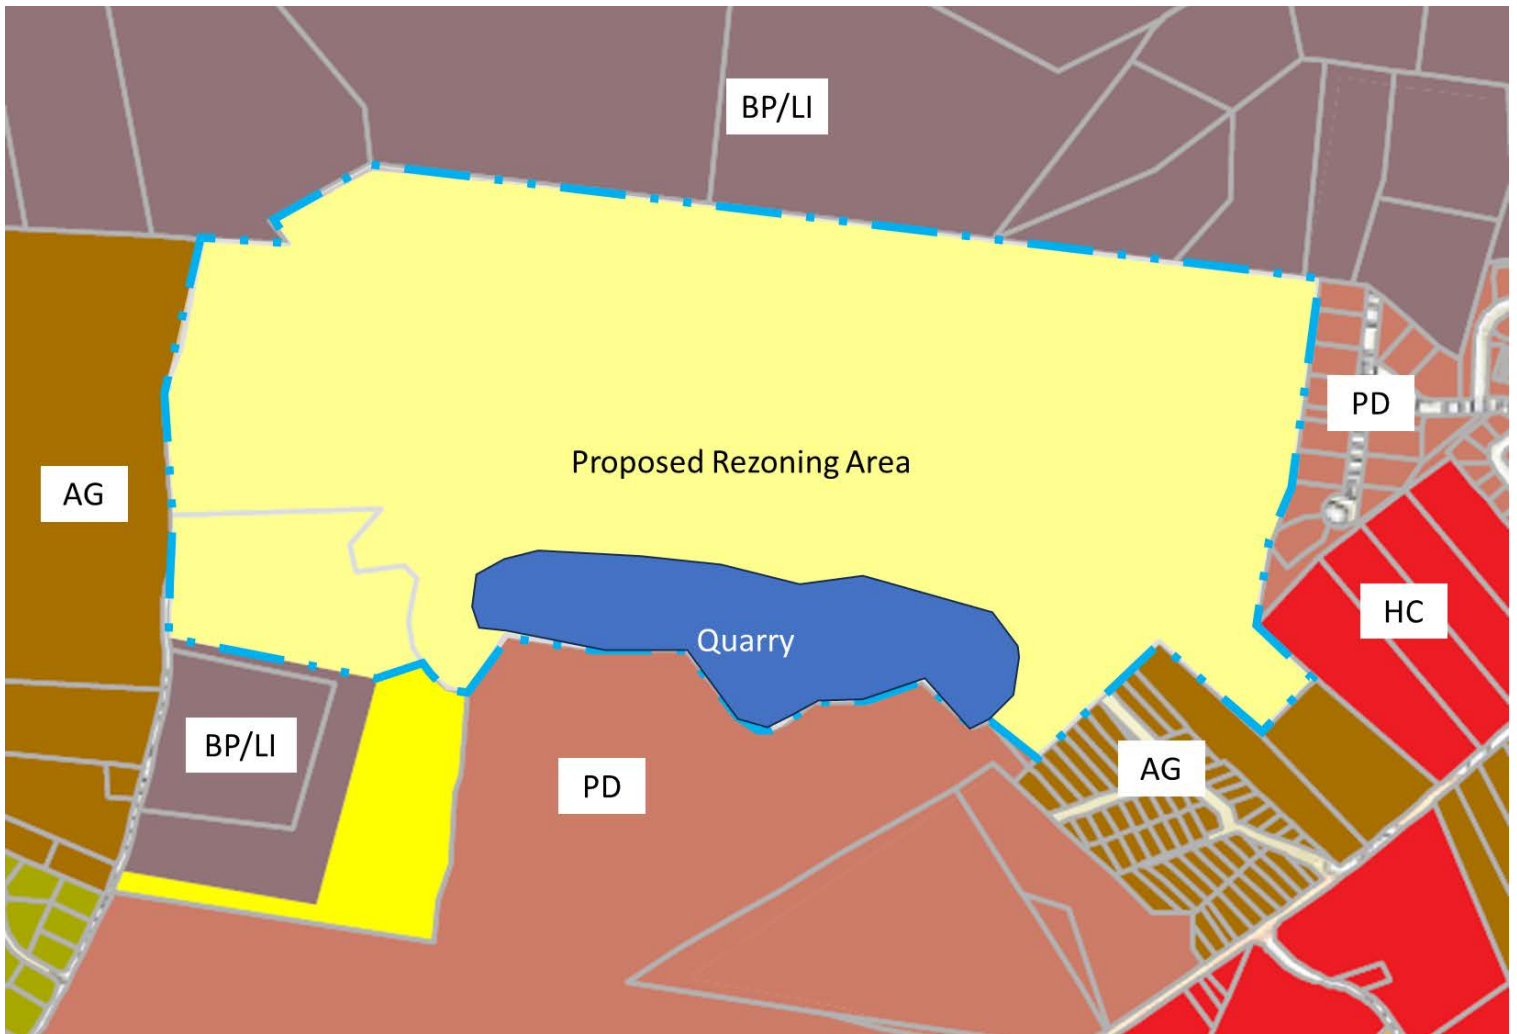 BP/LI
PD
Proposed Rezoning Area
AG
HC
Quarry
BP/LI
AG
PD